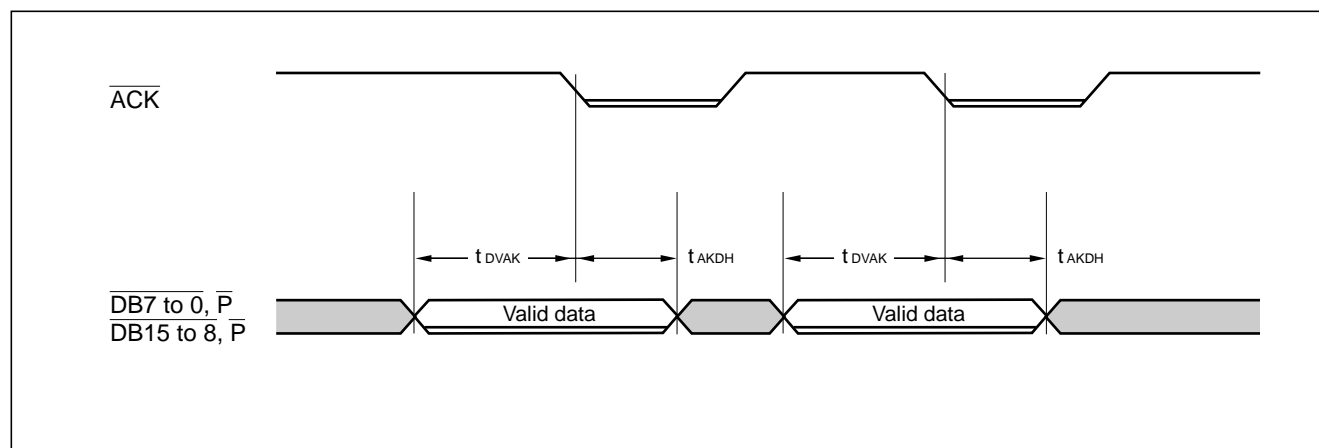 ACK
t DVAK t AKDH t DVAK t AKDH
DB7 to 0, P Valid data Valid data
DB15 to 8, P